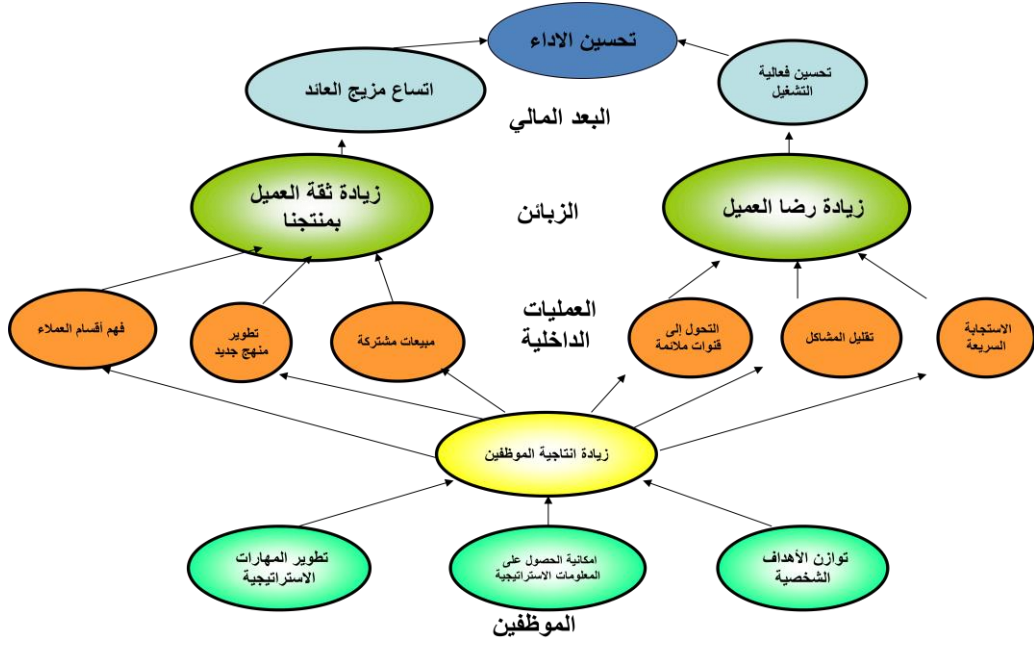 تحسين الاداء
تحسين فعالية
التشغيل
اتساع مزيج العائد
البعد المالي
زيادة رضا العميل
الزبائن
زيادة ثقة العميل
بمنتجنا
العمليات
الداخلية
الاستجابة
السريعة
تقليل المشاكل
التحول إلى
قنوات ملائمة
مبيعات مشتركة
تطوير
منهج جديد
فهم أقسام العملاء
زيادة انتاجية الموظفين
توازن الأهداف
الشخصية
امكانية الحصول على
المعلومات الاستراتيجية
تطوير المهارات
الاستراتيجية
الموظفين